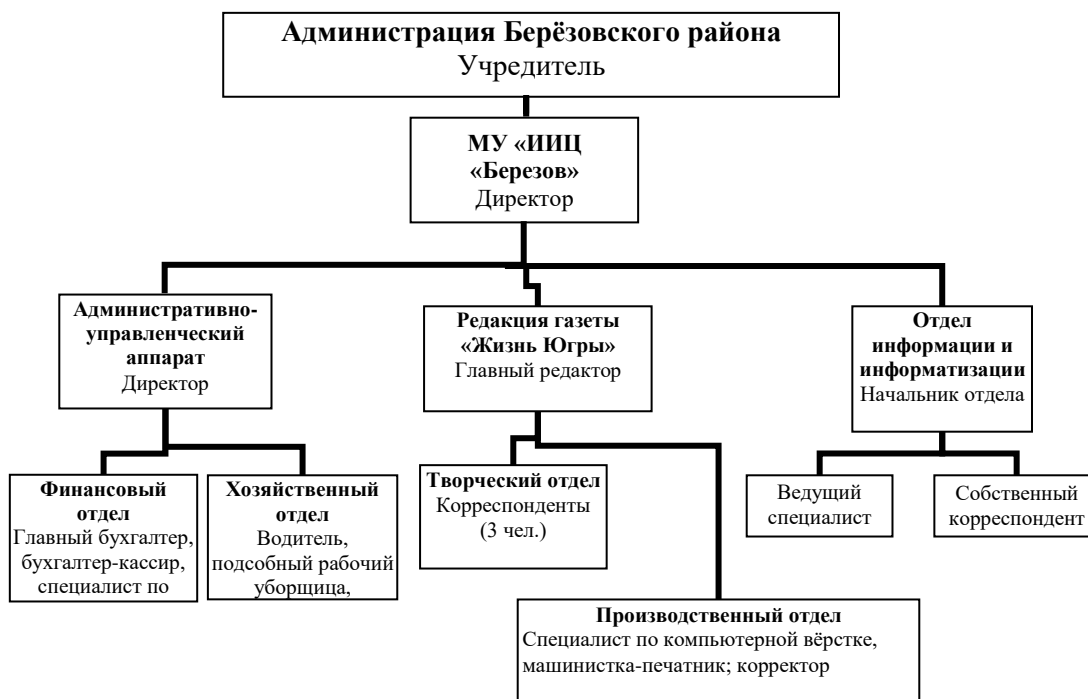 Администрация Берёзовского района
Учредитель
МУ «ИИЦ
«Березов»
Директор
Административно-
управленческий
аппарат
Директор
Редакция газеты
«Жизнь Югры»
Главный редактор
Отдел
информации и
информатизации
Начальник отдела
Финансовый
отдел
Главный бухгалтер,
бухгалтер-кассир,
специалист по
Хозяйственный
отдел
Водитель,
подсобный рабочий
уборщица,
Творческий отдел
Корреспонденты
(3 чел.)
Ведущий
специалист
Собственный
корреспондент
Производственный отдел
Специалист по компьютерной вёрстке,
машинистка-печатник; корректор